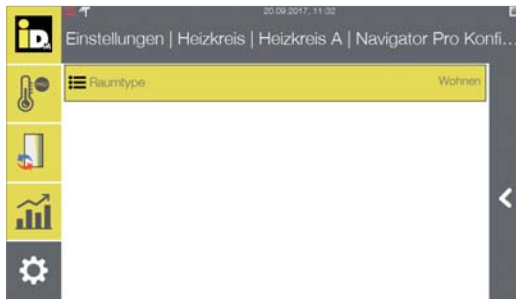 20.09.2017, 11:32
iD
Einstellungen | Heizkreis | Heizkreis A | Navigator Pro Konfi...
Raumtype Wohnen